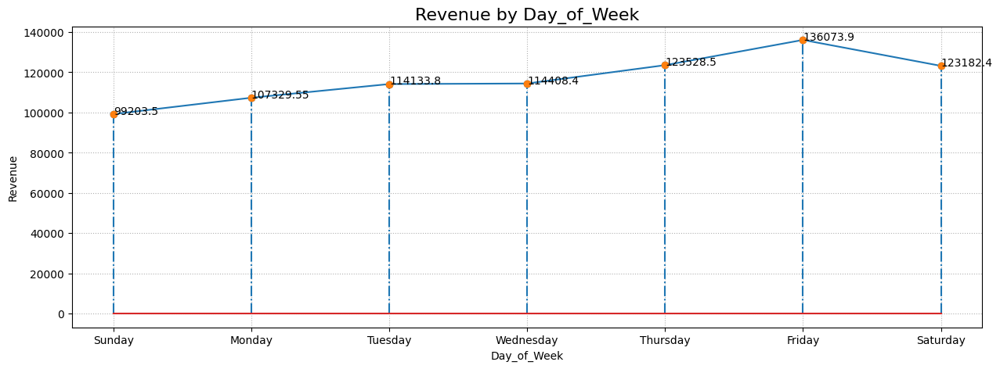 Revenue by Day_of_Week
140000
120000
100000
80000
60000
40000
20000
0
Revenue
99203.5
107329.55
114133.8
114408.4
123528.5
136073.9
123182.4
Sunday
Monday
Tuesday
Wednesday
Thursday
Friday
Saturday
Day_of_Week